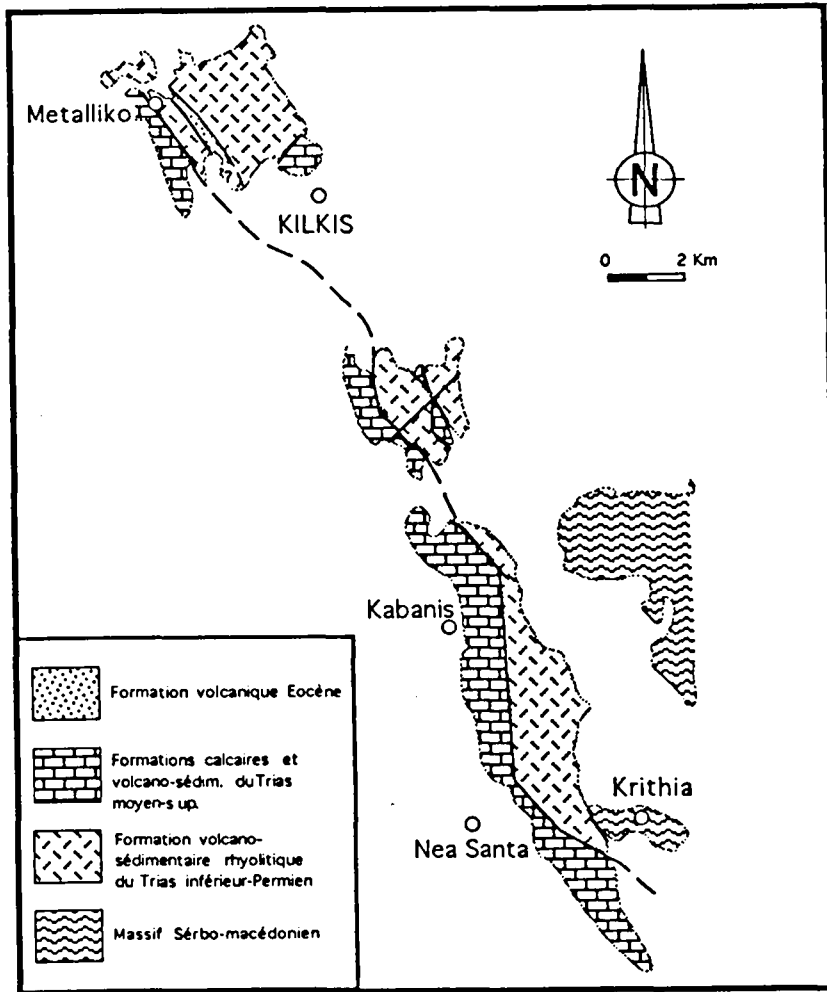 Metalliko
KILKIS
N
0 2 Km
Kabanis
Krithia
Nea Santa
Formation volcanique Eocène
Formations calcaires et
volcano-sédim. du Trias
moyen-sup.
Formation volcano-
sédimentaire rhyolitique
du Trias inférieur-Permien
Massif Sérbo-macédonien
?